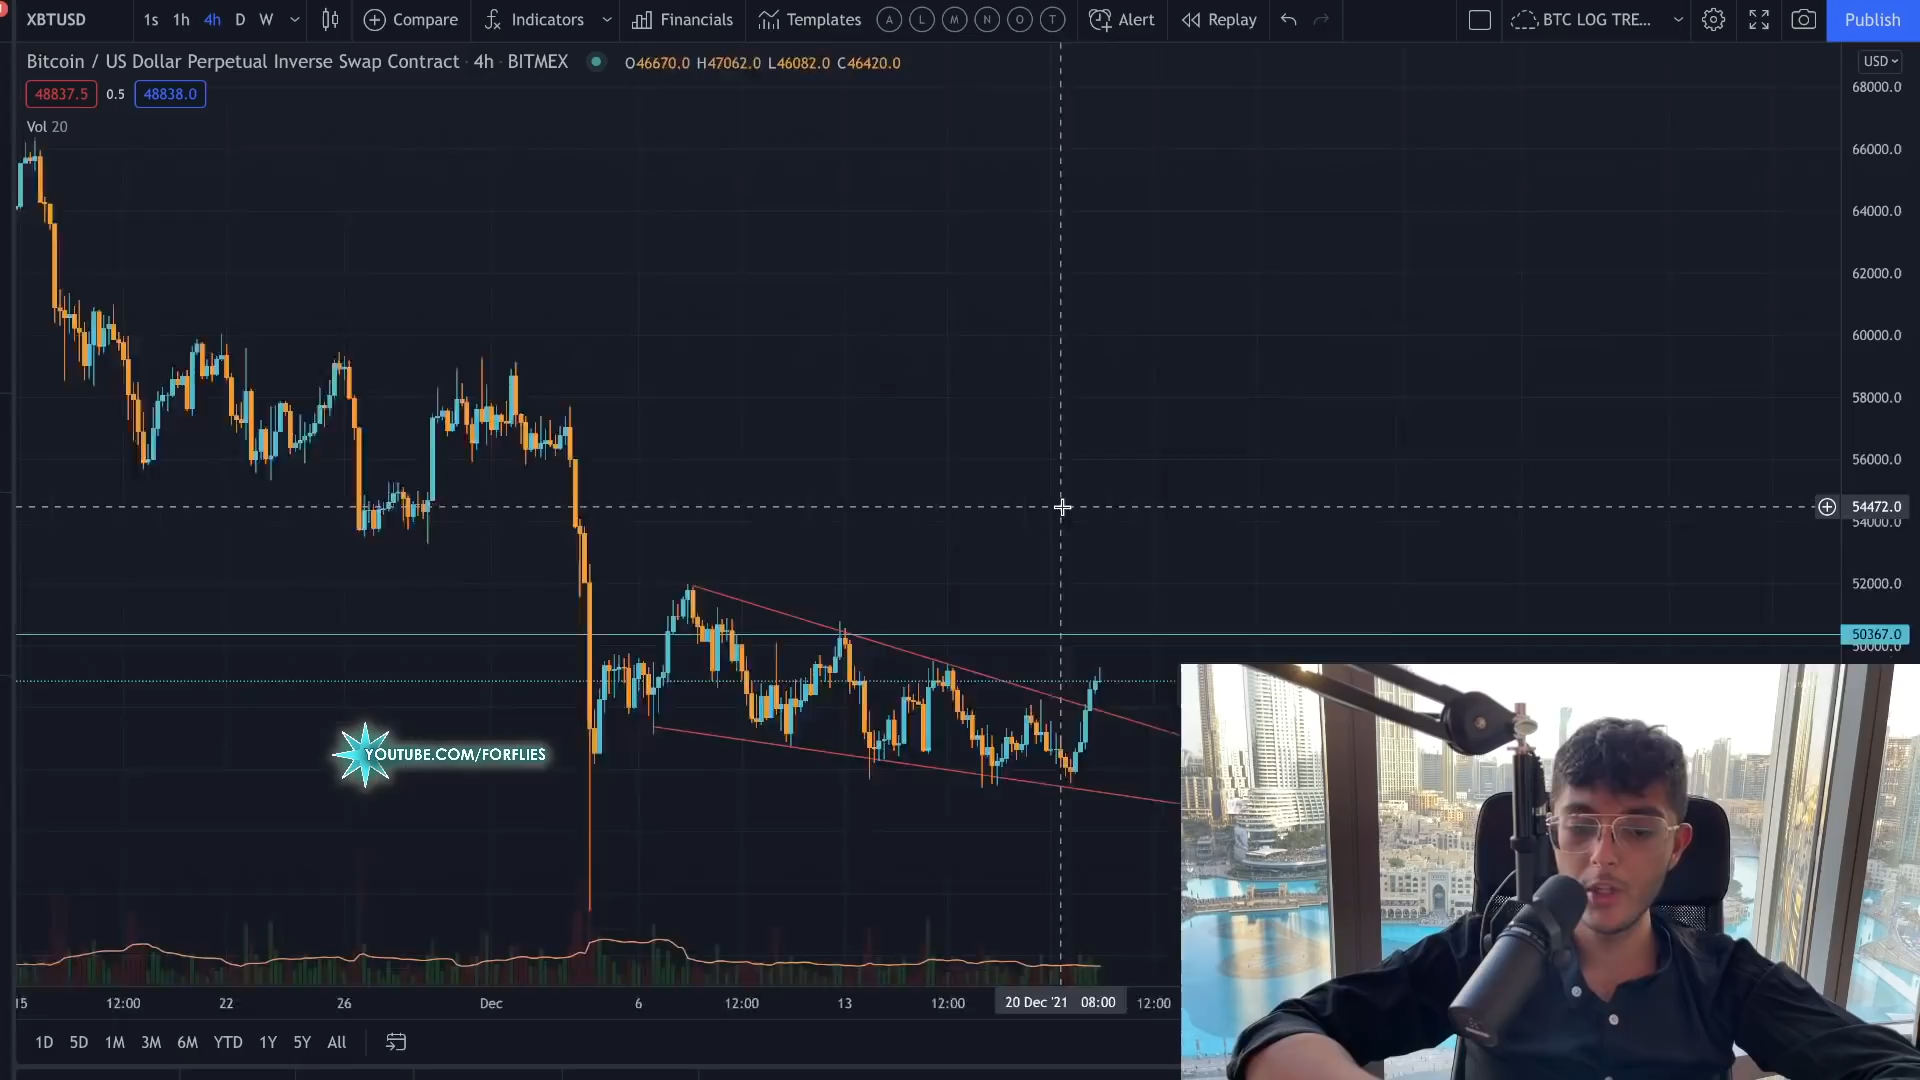 XBTUSD 1s 1h 4h D W Compare Indicators Financials Templates A L M N O T Alert Replay BTC LOG TRE... Publish
Bitcoin / US Dollar Perpetual Inverse Swap Contract · 4h · BITMEX O46670.0 H47062.0 L46082.0 C46420.0
USD
48837.5 0.5 48838.0
Vol 20
68000.0
66000.0
64000.0
62000.0
60000.0
58000.0
56000.0
54472.0
54000.0
52000.0
50367.0
50000.0
YOUTUBE.COM/FORFLIES
15 12:00 22 26 Dec 6 12:00 13 12:00 20 Dec '21 08:00 12:00
1D 5D 1M 3M 6M YTD 1Y 5Y All